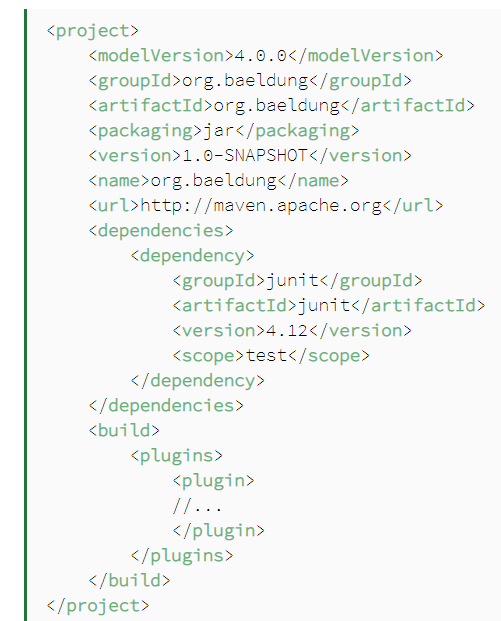 <project>
    <modelVersion>4.0.0</modelVersion>
    <groupId>org.baeldung</groupId>
    <artifactId>org.baeldung</artifactId>
    <packaging>jar</packaging>
    <version>1.0-SNAPSHOT</version>
    <name>org.baeldung</name>
    <url>http://maven.apache.org</url>
    <dependencies>
        <dependency>
            <groupId>junit</groupId>
            <artifactId>junit</artifactId>
            <version>4.12</version>
            <scope>test</scope>
        </dependency>
    </dependencies>
    <build>
        <plugins>
            <plugin>
            //...
            </plugin>
        </plugins>
    </build>
</project>